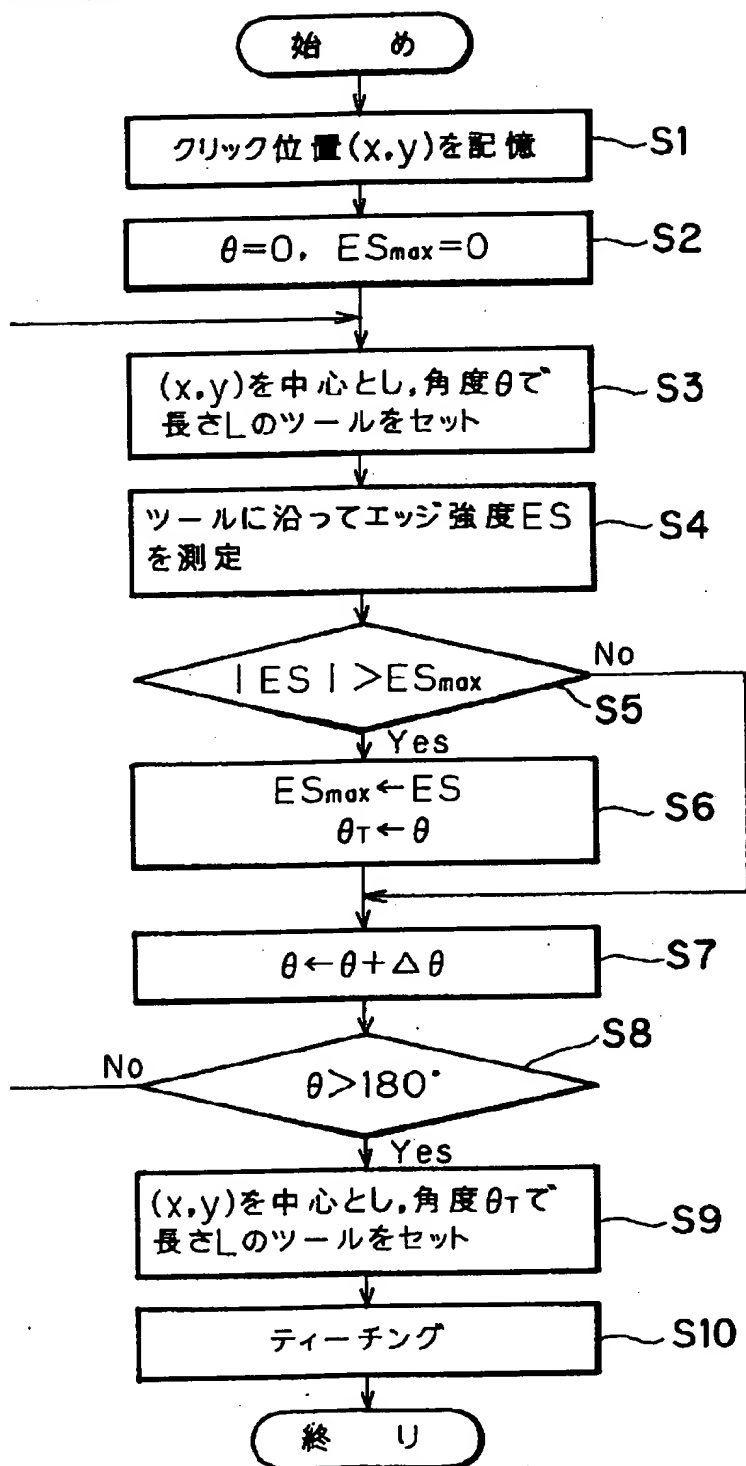 始 め
クリック位置(x,y)を記憶
S1
θ=0, ESmax=0
S2
(x,y)を中心とし,角度θで
長さLのツールをセット
S3
ツールに沿ってエッジ強度ES
を測定
S4
|ES|>ESmax
No
S5
Yes
ESmax←ES
θT←θ
S6
θ←θ+△θ
S7
S8
No
θ>180°
Yes
(x,y)を中心とし,角度θTで
長さLのツールをセット
S9
ティーチング
S10
終 り